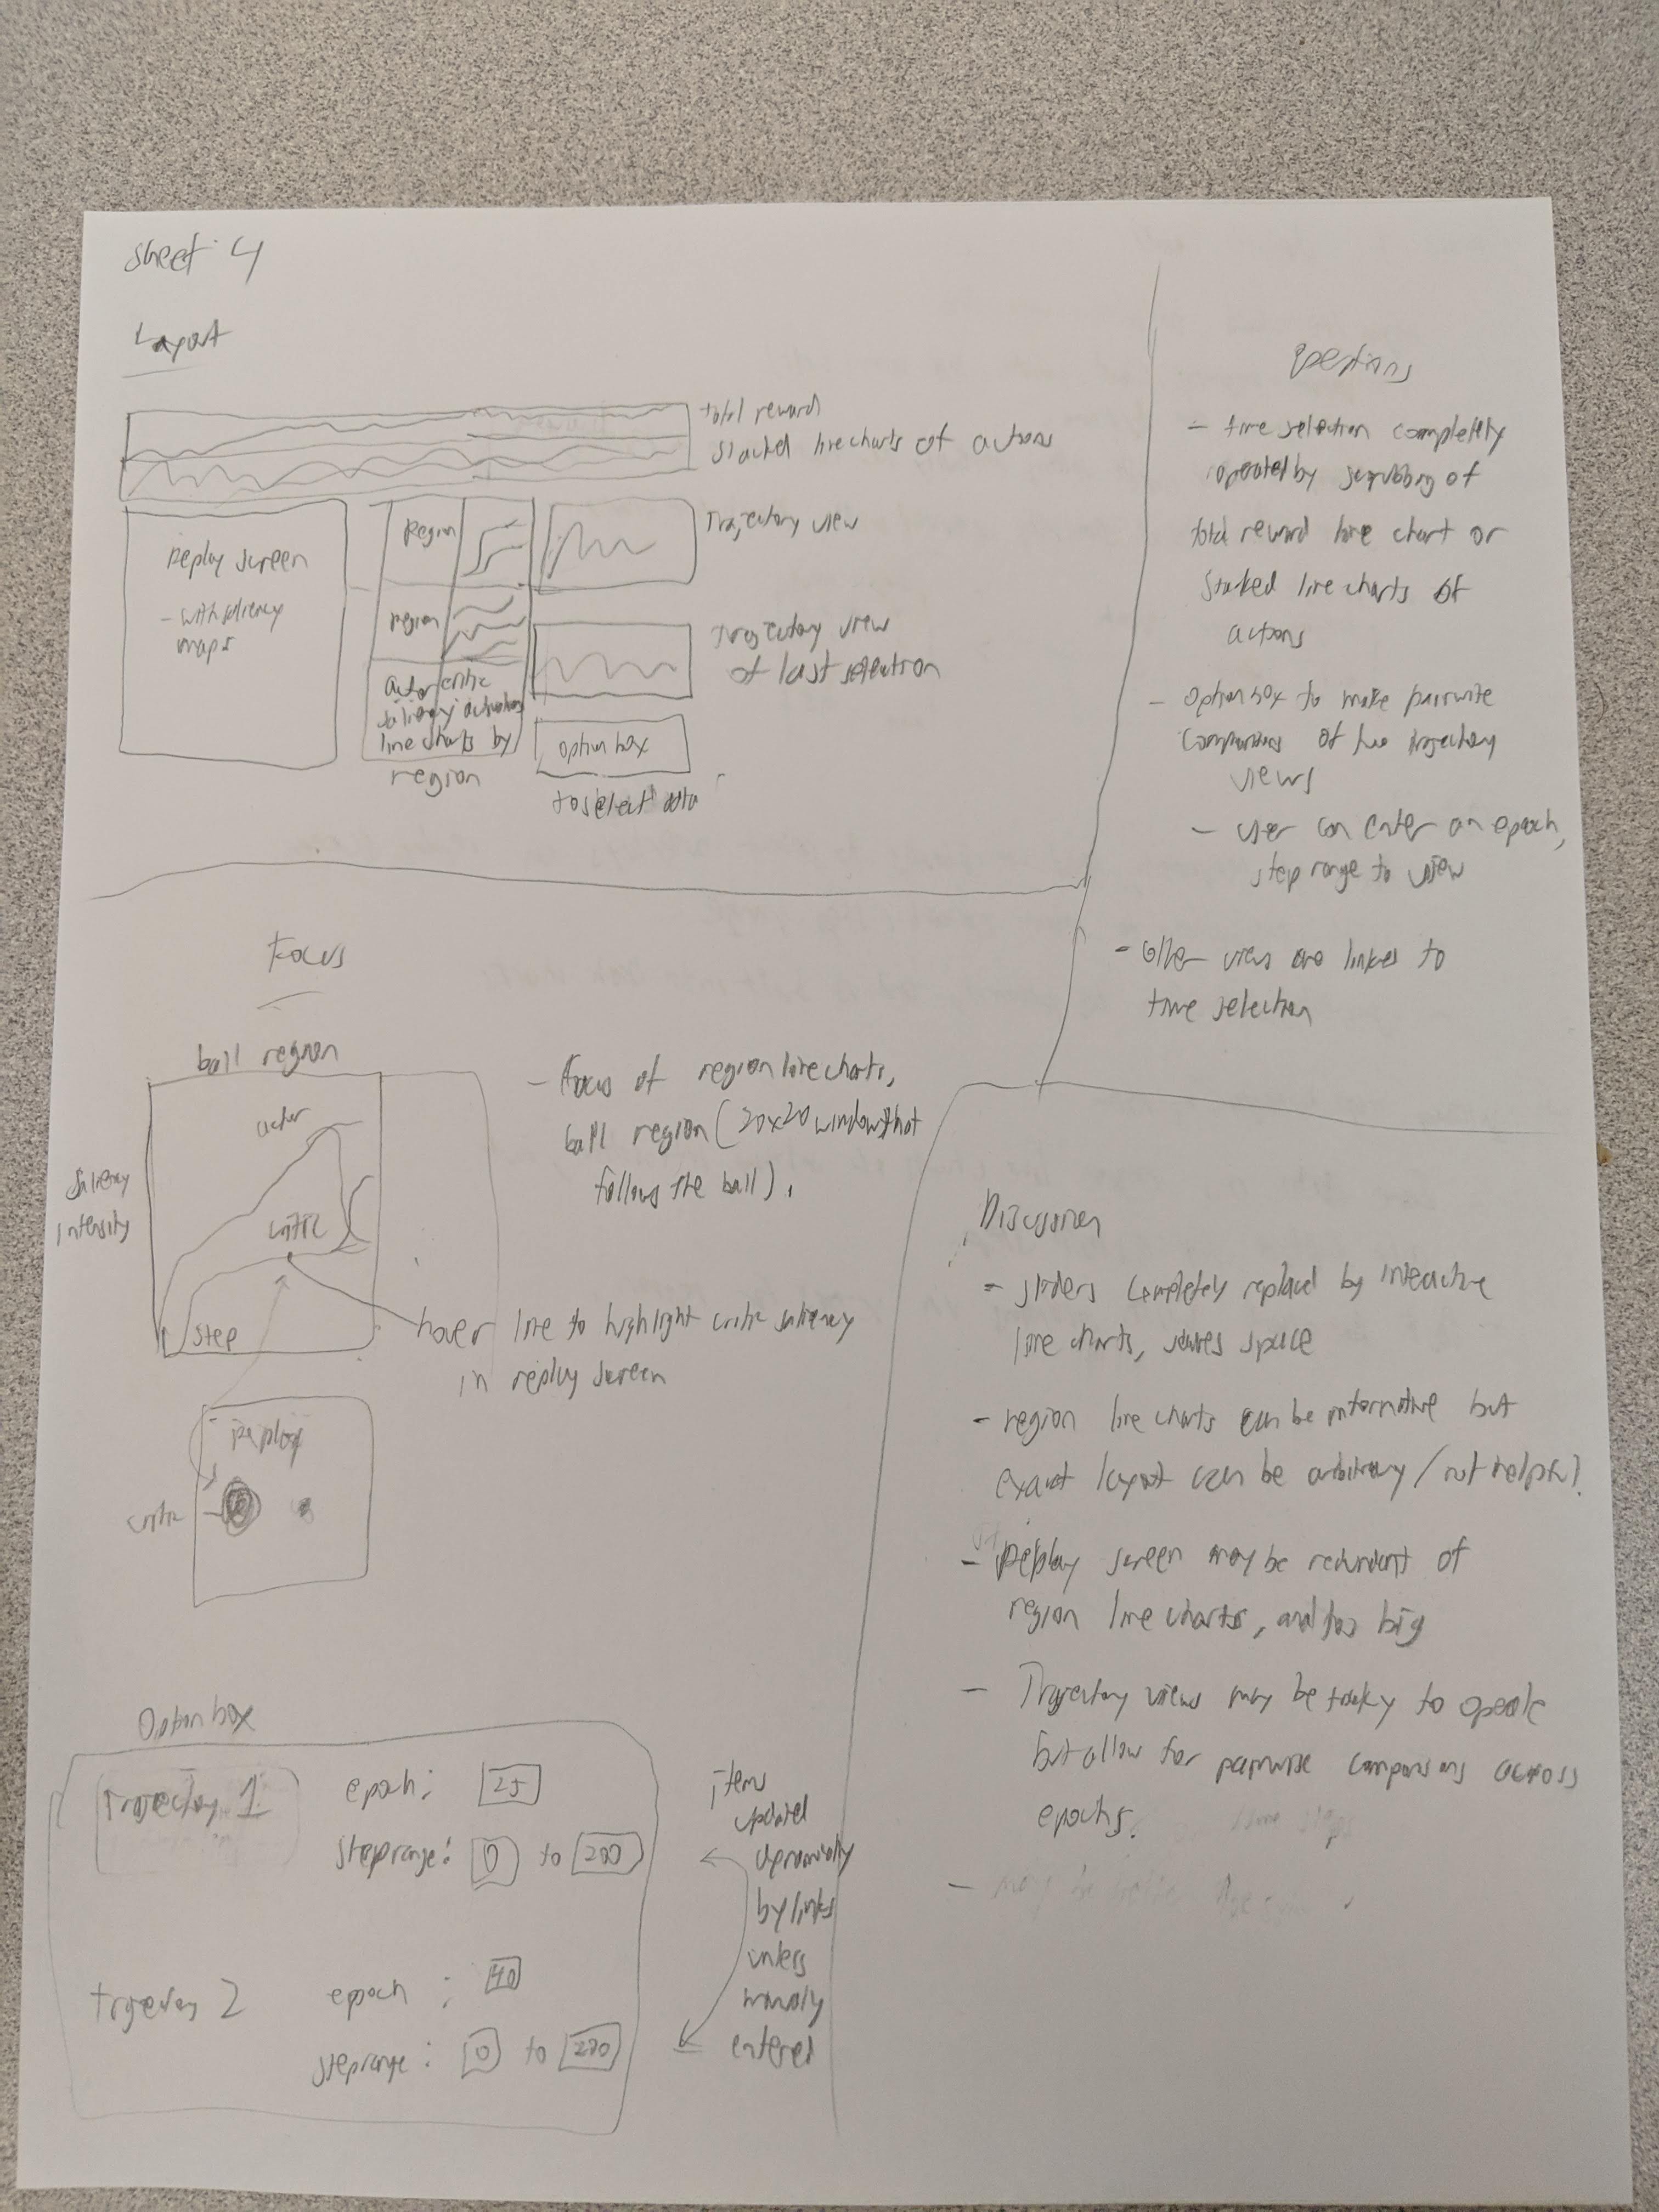 Sheet 4
Layout
total reward
stacked line charts of actions
Replay screen
- with saliency
maps
Region
region
actor critic
saliency activations
line charts by
region
Trajectory view
Trajectory view
of last selection
option box
to select data
Questions
- time selection completely
operated by scrubbing of
total reward line chart or
stacked line charts of
actions
- option box to make pairwise
comparisons of two trajectory
views
- user can enter an epoch,
step range to view
- other views are linked to
time selection
Focus
ball region
actor
critic
Saliency
intensity
step
- focus of region line charts,
ball region (20x20 window that
follows the ball).
hover line to highlight critic saliency
in replay screen
Replay
critic
Option box
Trajectory 1
epoch: 25
step range: 0 to 200
trajectory 2
epoch: 40
step range: 0 to
items
updated
dynamically
by links
unless
manually
entered
Discussion
- sliders completely replaced by interactive
line charts, saves space
- region line charts can be informative but
exact layout can be arbitrary / not helpful.
- Replay screen may be redundant of
region line charts, and too big
- Trajectory views may be tricky to operate
but allow for pairwise comparisons across
epochs.